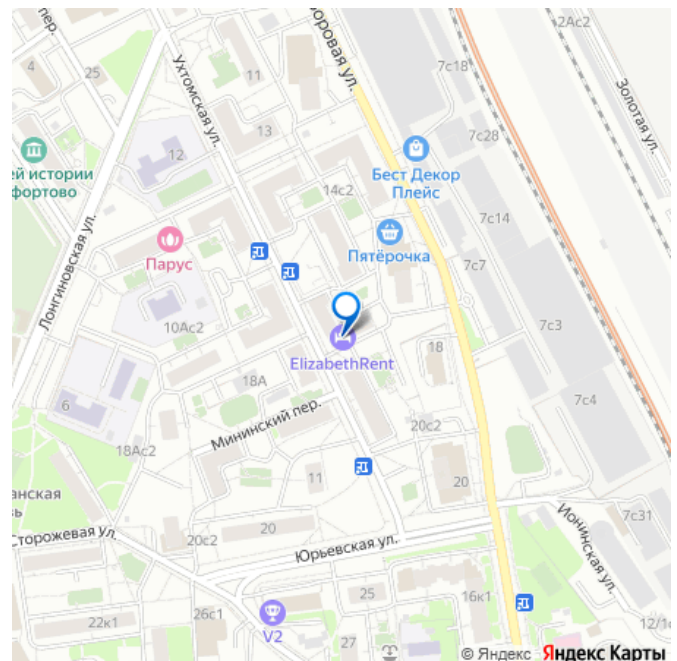 пер.
4
25
Ухтомская ул.
11
оровая ул.
7с18
2Ас2
Золотая ул.
13
12
7с28
ей истории
фортово
14с2
Бест Декор
Плейс
7с14
Лонгиновская ул.
Парус
Пятёрочка
7с7
10Ас2
7с3
ElizabethRent
18
18А
7с4
6
Мининский пер.
20с2
18Ас2
11
20
анская
вь
7с31
Сторожевая ул.
20с2
20
Юрьевская ул.
Ионинская ул.
25
16к1
22к1
26с1
V2
27
12/1
© Яндекс Яндекс Карты